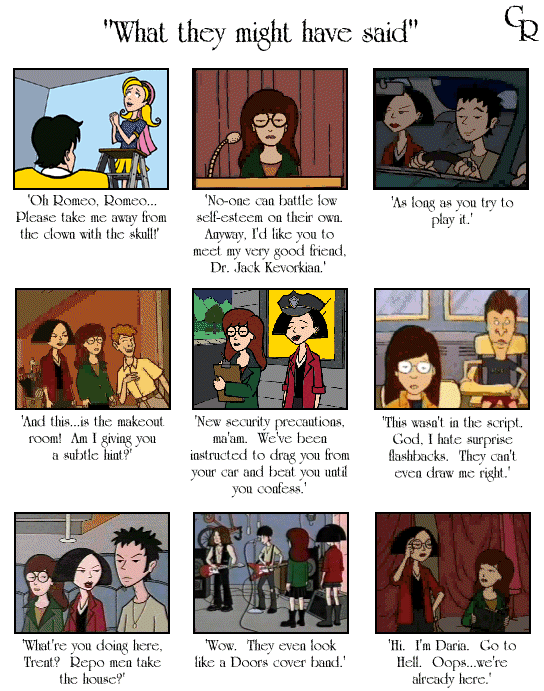 "What they might have said"
CR
'Oh Romeo, Romeo...
Please take me away from
the clown with the skull!'
'No-one can battle low
self-esteem on their own.
Anyway, I'd like you to
meet my very good friend,
Dr. Jack Kevorkian.'
'As long as you try to
play it.'
'And this...is the makeout
room! Am I giving you
a subtle hint?'
'New security precautions,
ma'am. We've been
instructed to drag you from
your car and beat you until
you confess.'
'This wasn't in the script.
God, I hate surprise
flashbacks. They can't
even draw me right.'
'What're you doing here,
Trent? Repo men take
the house?'
'Wow. They even look
like a Doors cover band.'
'Hi. I'm Daria. Go to
Hell. Oops...we're
already here.'